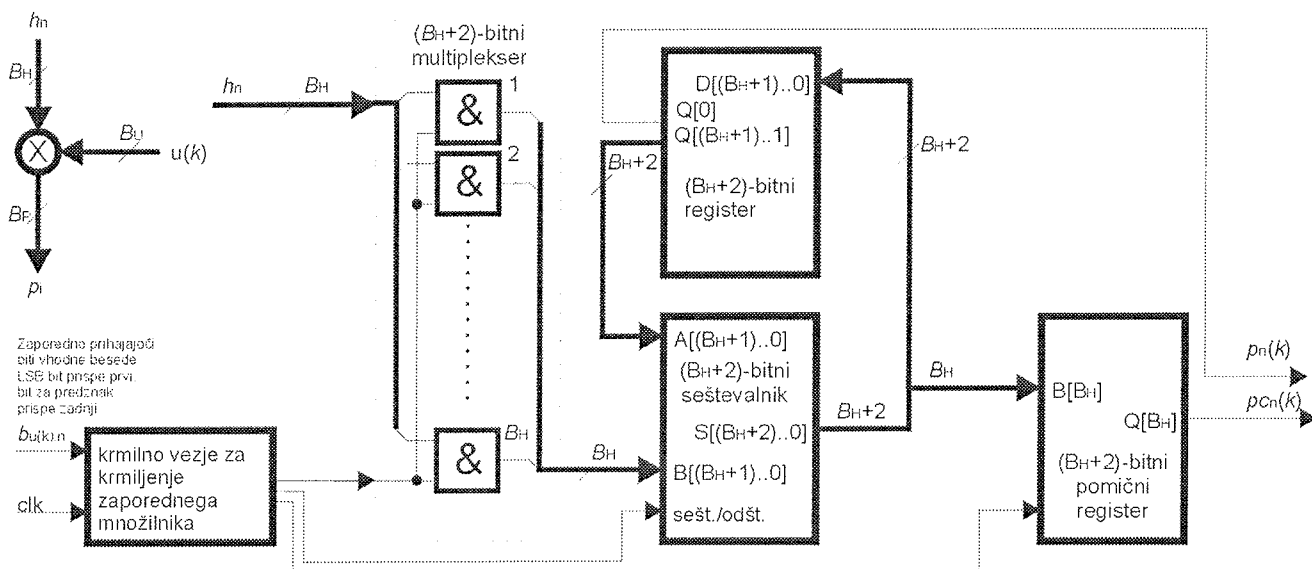 hn
BH
X
BU
u(k)
BP
pi
hn
BH
(BH+2)-bitni
multiplekser
1
&
2
&
&
BH
BH
D[(BH+1)..0]
Q[0]
Q[(BH+1)..1]
(BH+2)-bitni
register
BH+2
BH+2
A[(BH+1)..0]
(BH+2)-bitni
seštevalnik
S[(BH+2)..0]
B[(BH+1)..0]
sešt./odšt.
BH+2
BH
B[BH]
Q[BH]
(BH+2)-bitni
pomični
register
pn(k)
pcn(k)
Zaporedno prihajajoči
biti vhodne besede
LSB bit prispe prvi,
bit za predznak
prispe zadnji
bu(k),n
clk
krmilno vezje za
krmiljenje
zaporednega
množilnika